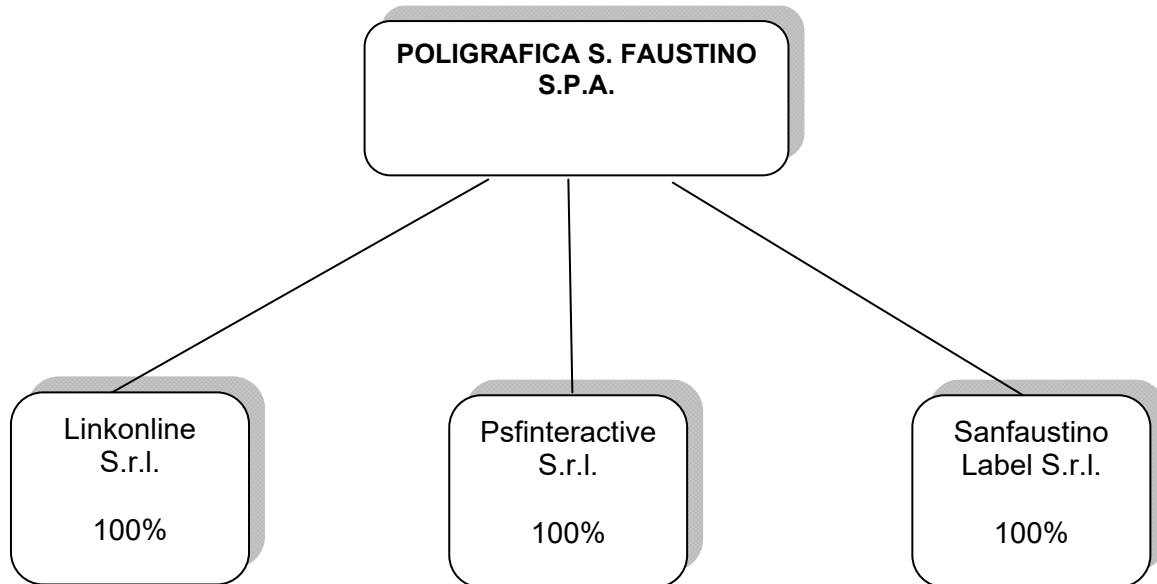 POLIGRAFICA S. FAUSTINO
S.P.A.
Linkonline
S.r.l.
100%
Psfinteractive
S.r.l.
100%
Sanfaustino
Label S.r.l.
100%